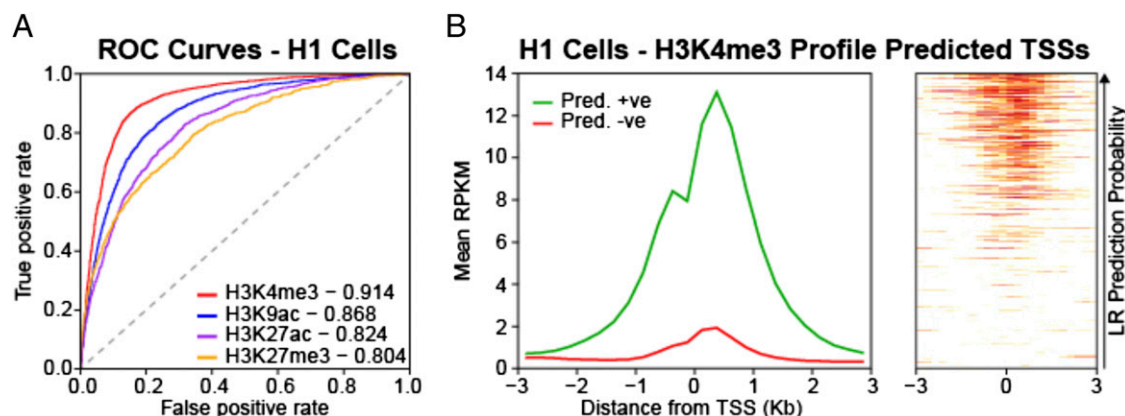 A
ROC Curves - H1 Cells
1.0
0.8
0.6
0.4
0.2
0.0
True positive rate
H3K4me3 − 0.914
H3K9ac − 0.868
H3K27ac − 0.824
H3K27me3 − 0.804
0.0 0.2 0.4 0.6 0.8 1.0
False positive rate
B
H1 Cells - H3K4me3 Profile Predicted TSSs
14
12
10
8
6
4
2
0
Mean RPKM
Pred. +ve
Pred. -ve
−3 −2 −1 0 1 2 3
Distance from TSS (Kb)
−3 0 3
LR Prediction Probability